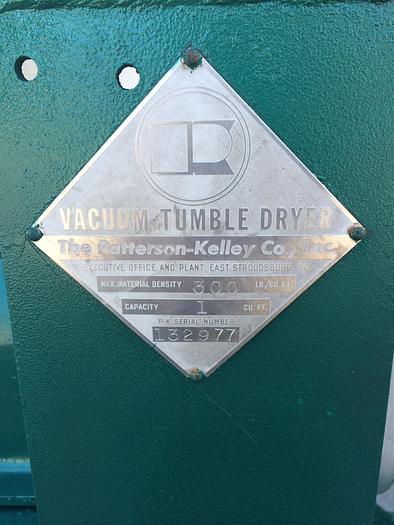 R
VACUUM TUMBLE DRYER
The Patterson-Kelley Co., Inc.
EXECUTIVE OFFICE AND PLANT: EAST STROUDSBURG, PA.
MAX. MATERIAL DENSITY 300 LB/CU.FT.
CAPACITY 1 CU. FT.
P-K SERIAL NUMBER
132977